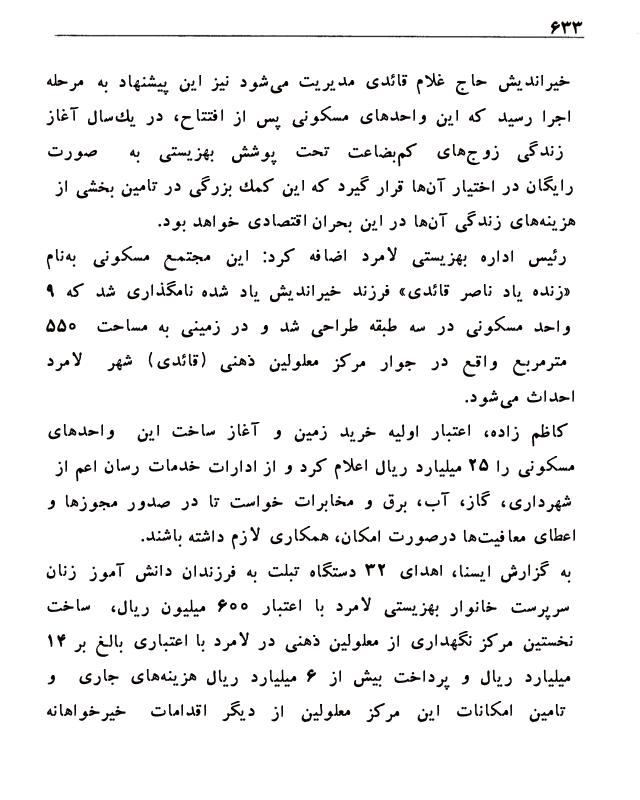 ۶۳۳
خیراندیش حاج غلام قائدی مدیریت می‌شود نیز این پیشنهاد به مرحله
اجرا رسید که این واحدهای مسکونی پس از افتتاح، در یك‌سال آغاز
زندگی زوج‌های کم‌بضاعت تحت پوشش بهزیستی به صورت
رایگان در اختیار آن‌ها قرار گیرد که این کمك بزرگی در تامین بخشی از
هزینه‌های زندگی آن‌ها در این بحران اقتصادی خواهد بود.
رئیس اداره بهزیستی لامرد اضافه کرد: این مجتمع مسکونی به‌نام
«زنده یاد ناصر قائدی» فرزند خیراندیش یاد شده نامگذاری شد که ۹
واحد مسکونی در سه طبقه طراحی شد و در زمینی به مساحت ۵۵۰
مترمربع واقع در جوار مرکز معلولین ذهنی (قائدی) شهر لامرد
احداث می‌شود.
کاظم زاده، اعتبار اولیه خرید زمین و آغاز ساخت این واحدهای
مسکونی را ۲۵ میلیارد ریال اعلام کرد و از ادارات خدمات رسان اعم از
شهرداری، گاز، آب، برق و مخابرات خواست تا در صدور مجوزها و
اعطای معافیت‌ها درصورت امکان، همکاری لازم داشته باشند.
به گزارش ایسنا، اهدای ۳۲ دستگاه تبلت به فرزندان دانش آموز زنان
سرپرست خانوار بهزیستی لامرد با اعتبار ۶۰۰ میلیون ریال، ساخت
نخستین مرکز نگهداری از معلولین ذهنی در لامرد با اعتباری بالغ بر ۱۴
میلیارد ریال و پرداخت بیش از ۶ میلیارد ریال هزینه‌های جاری و
تامین امکانات این مرکز معلولین از دیگر اقدامات خیرخواهانه